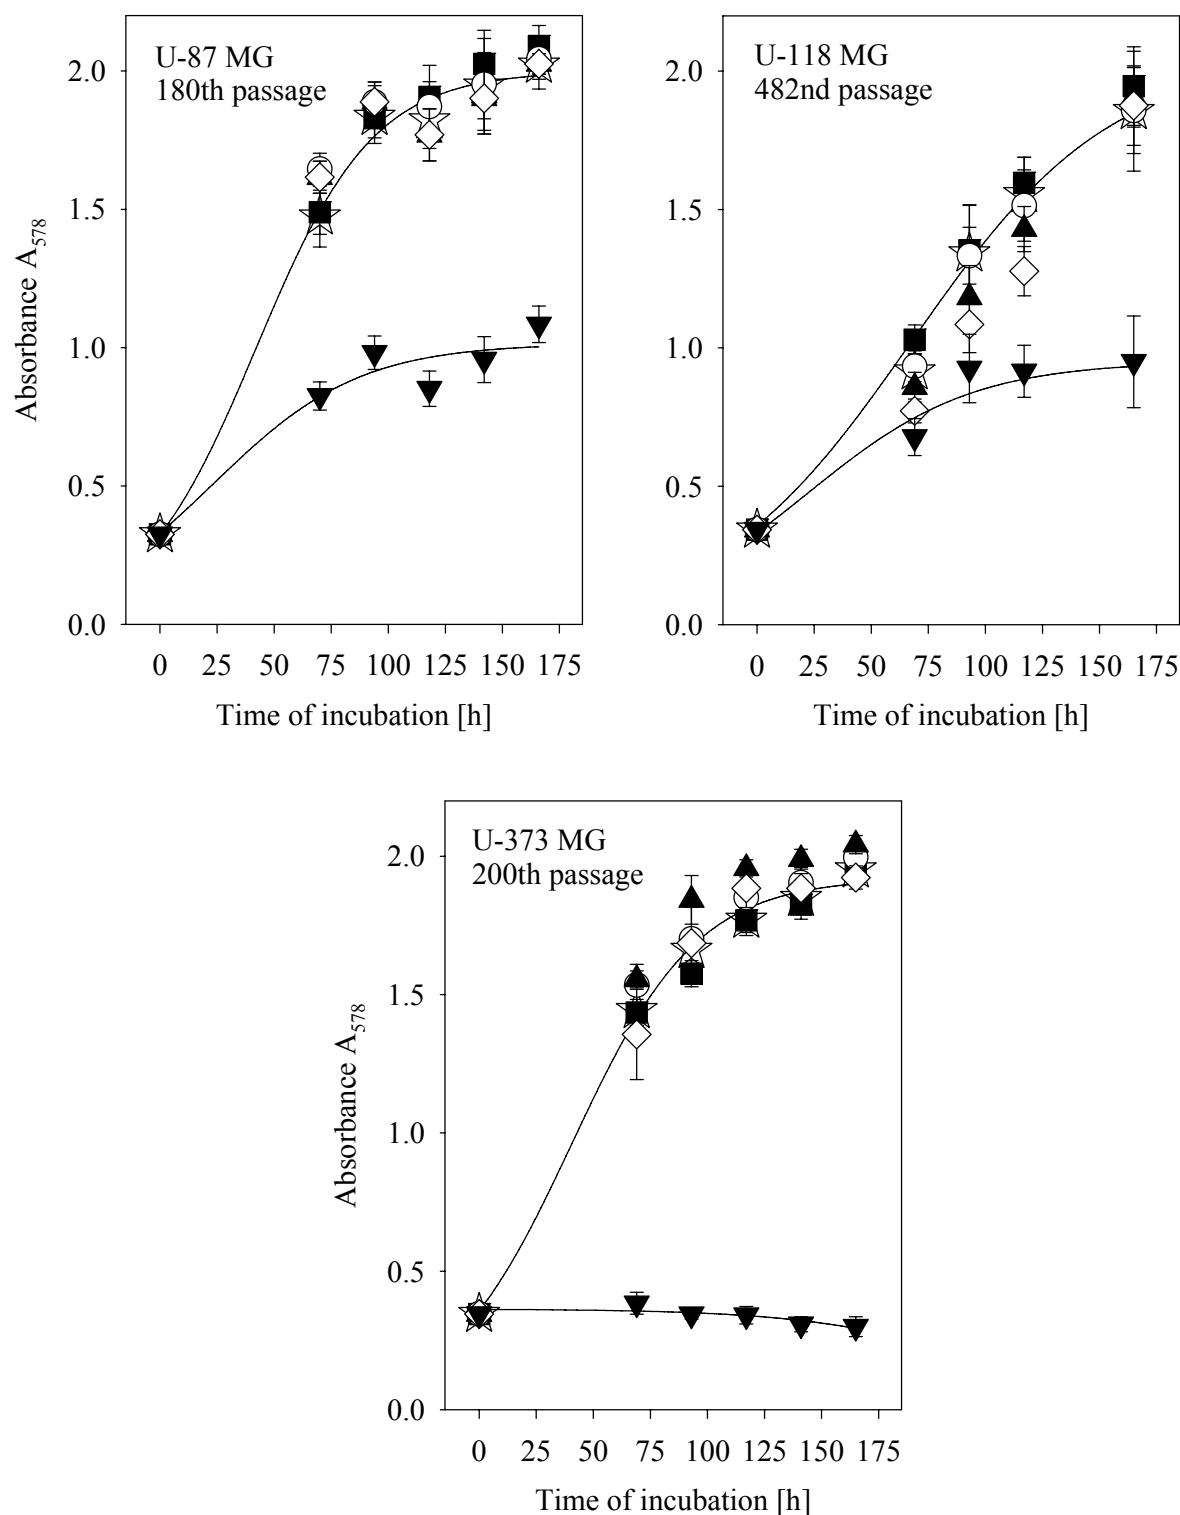 U-87 MG
180th passage
2.0
1.5
1.0
0.5
0.0
Absorbance A578
0 25 50 75 100 125 150 175
Time of incubation [h]
U-118 MG
482nd passage
2.0
1.5
1.0
0.5
0.0
0 25 50 75 100 125 150 175
Time of incubation [h]
U-373 MG
200th passage
2.0
1.5
1.0
0.5
0.0
Absorbance A578
0 25 50 75 100 125 150 175
Time of incubation [h]